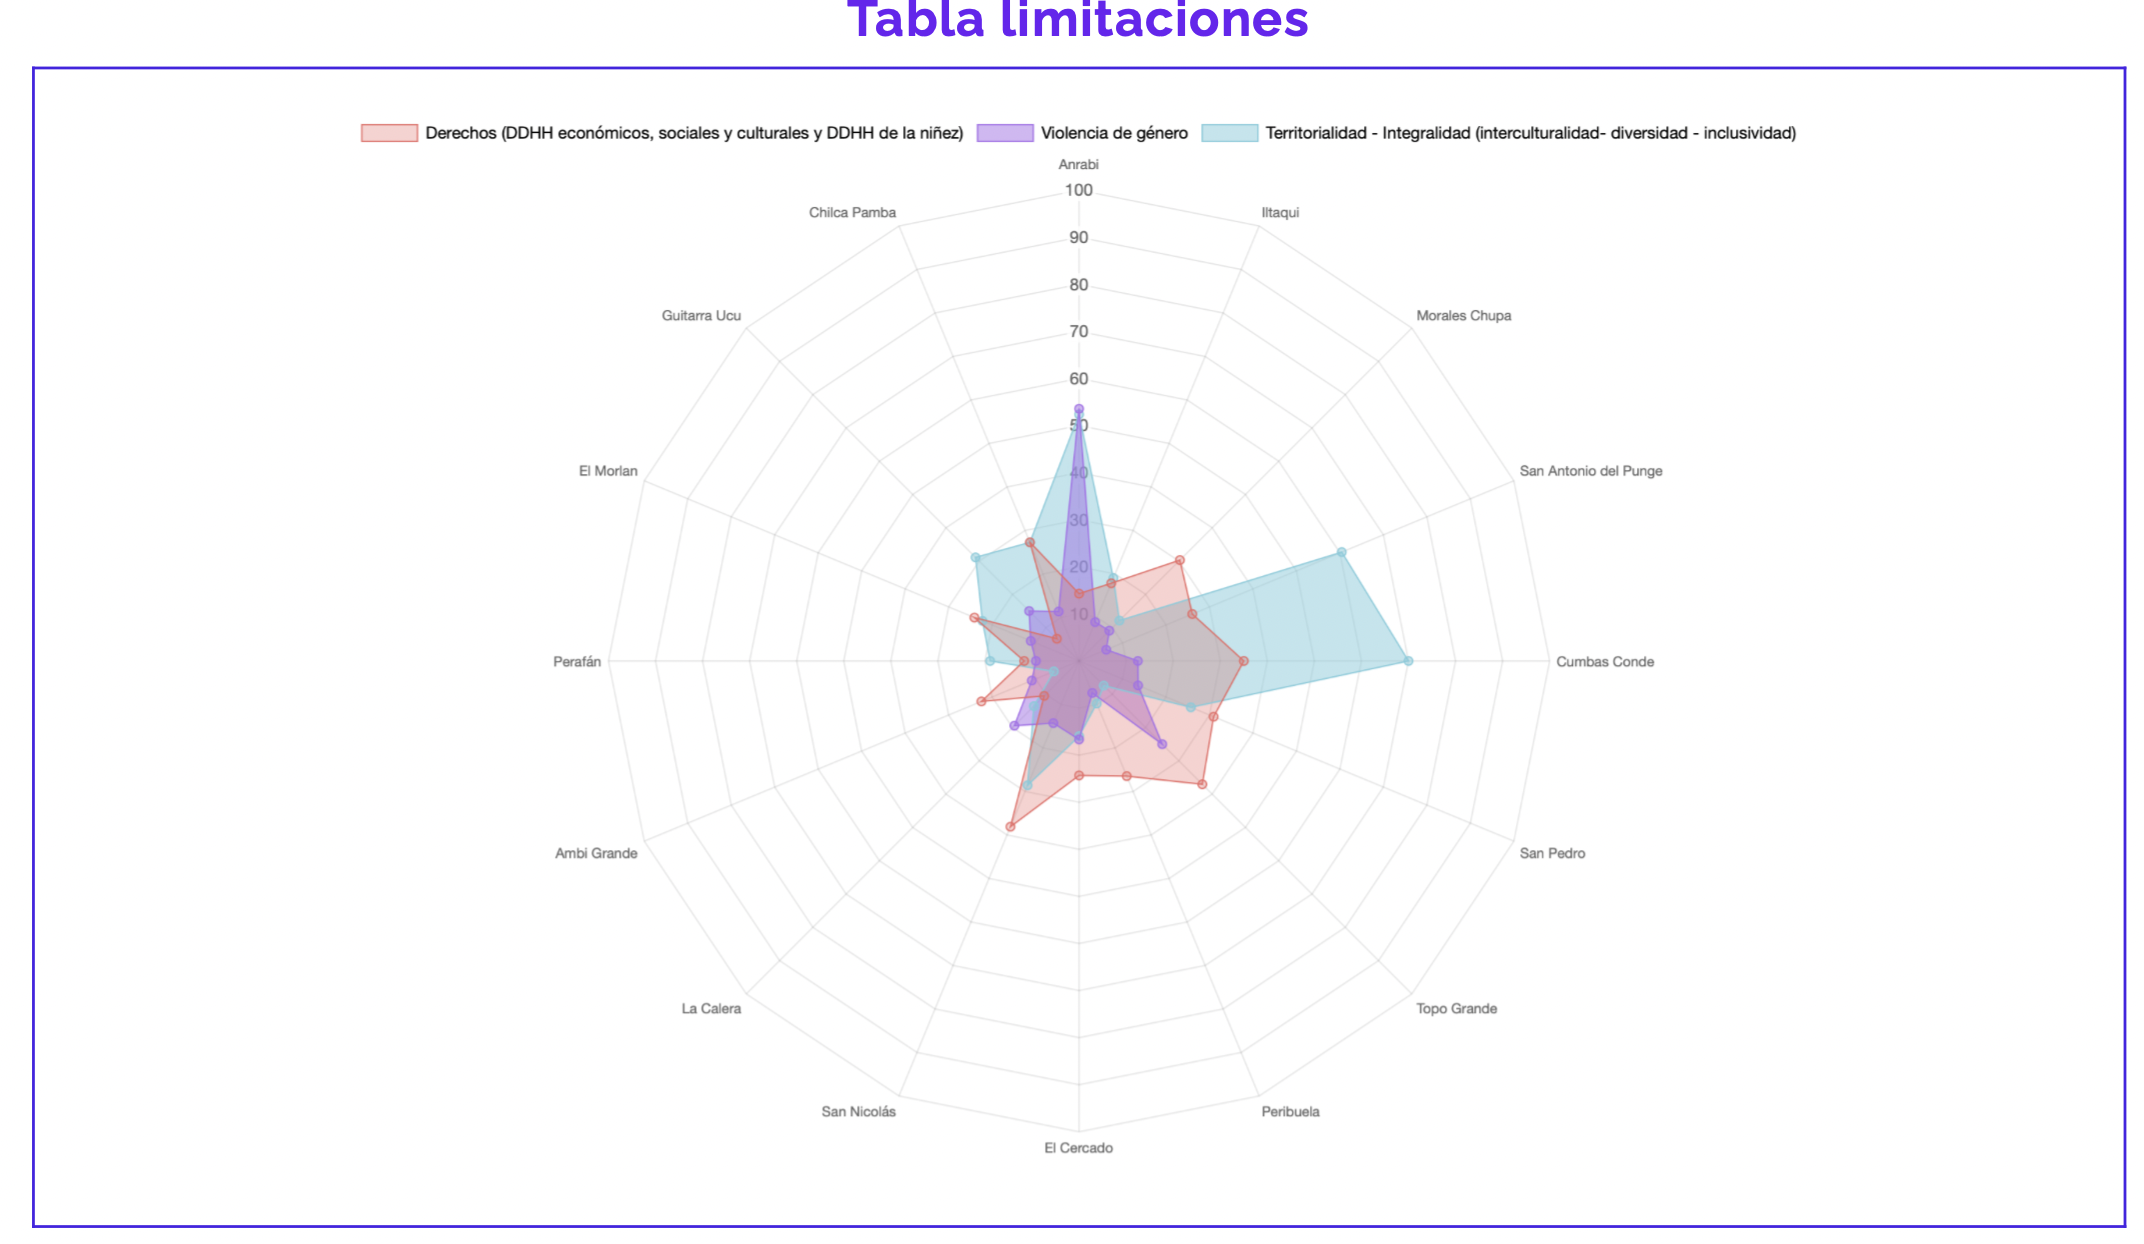 Tabla limitaciones
Derechos (DDHH económicos, sociales y culturales y DDHH de la niñez)
Violencia de género
Territorialidad - Integralidad (interculturalidad- diversidad - inclusividad)
Anrabi
100
Chilca Pamba
Iltaqui
90
80
Guitarra Ucu
Morales Chupa
70
60
50
El Morlan
40
San Antonio del Punge
30
20
10
Perafán
Cumbas Conde
Ambi Grande
San Pedro
La Calera
Topo Grande
San Nicolás
Peribuela
El Cercado